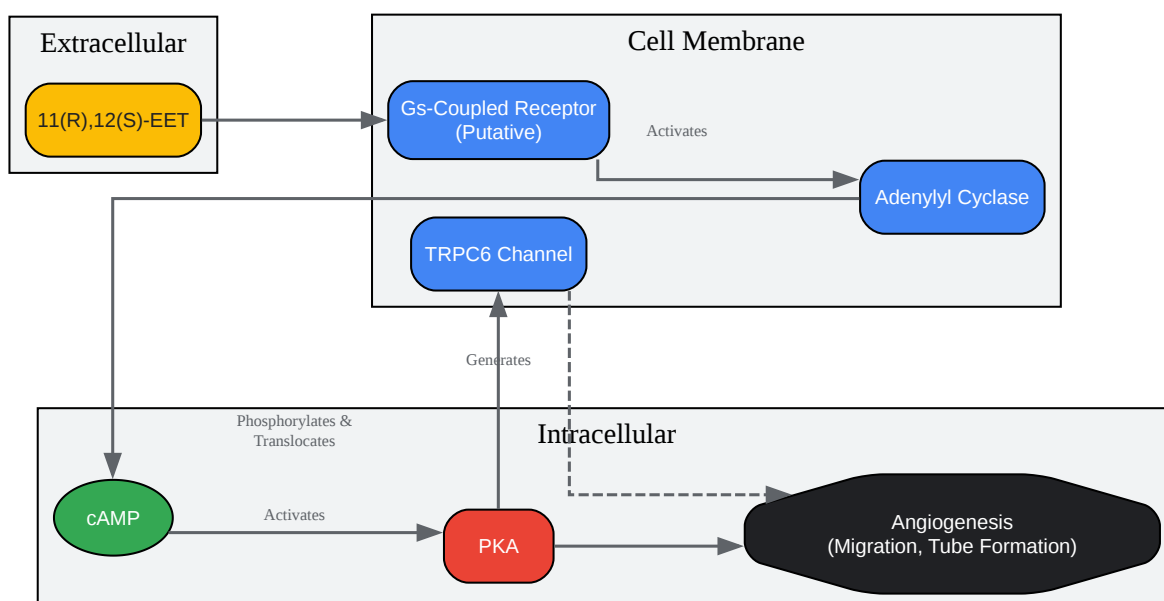 Extracellular
11(R),12(S)-EET
Cell Membrane
Gs-Coupled Receptor
(Putative)
Activates
Adenylyl Cyclase
TRPC6 Channel
Generates
Phosphorylates &
Translocates
Intracellular
cAMP
Activates
PKA
Angiogenesis
(Migration, Tube Formation)